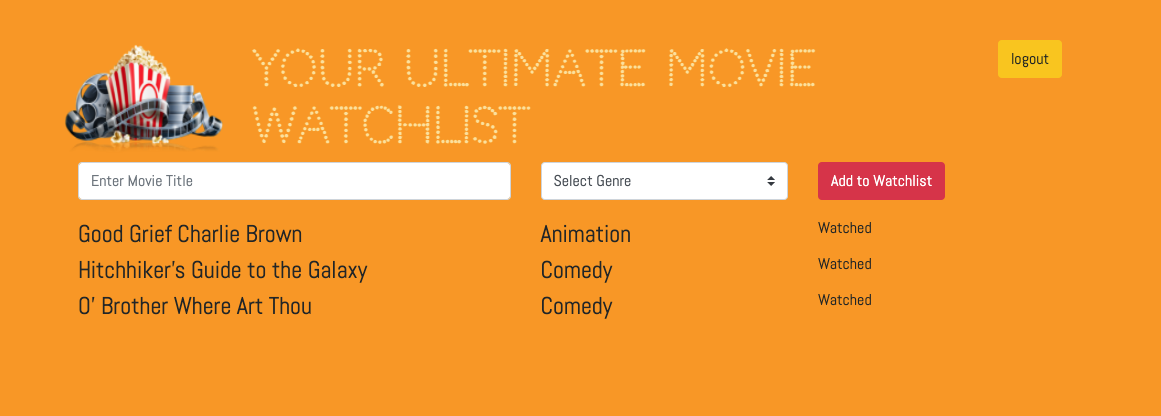 YOUR ULTIMATE MOVIE
WATCHLIST
logout
Enter Movie Title
Select Genre
Add to Watchlist
Good Grief Charlie Brown
Animation
Watched
Hitchhiker's Guide to the Galaxy
Comedy
Watched
O' Brother Where Art Thou
Comedy
Watched